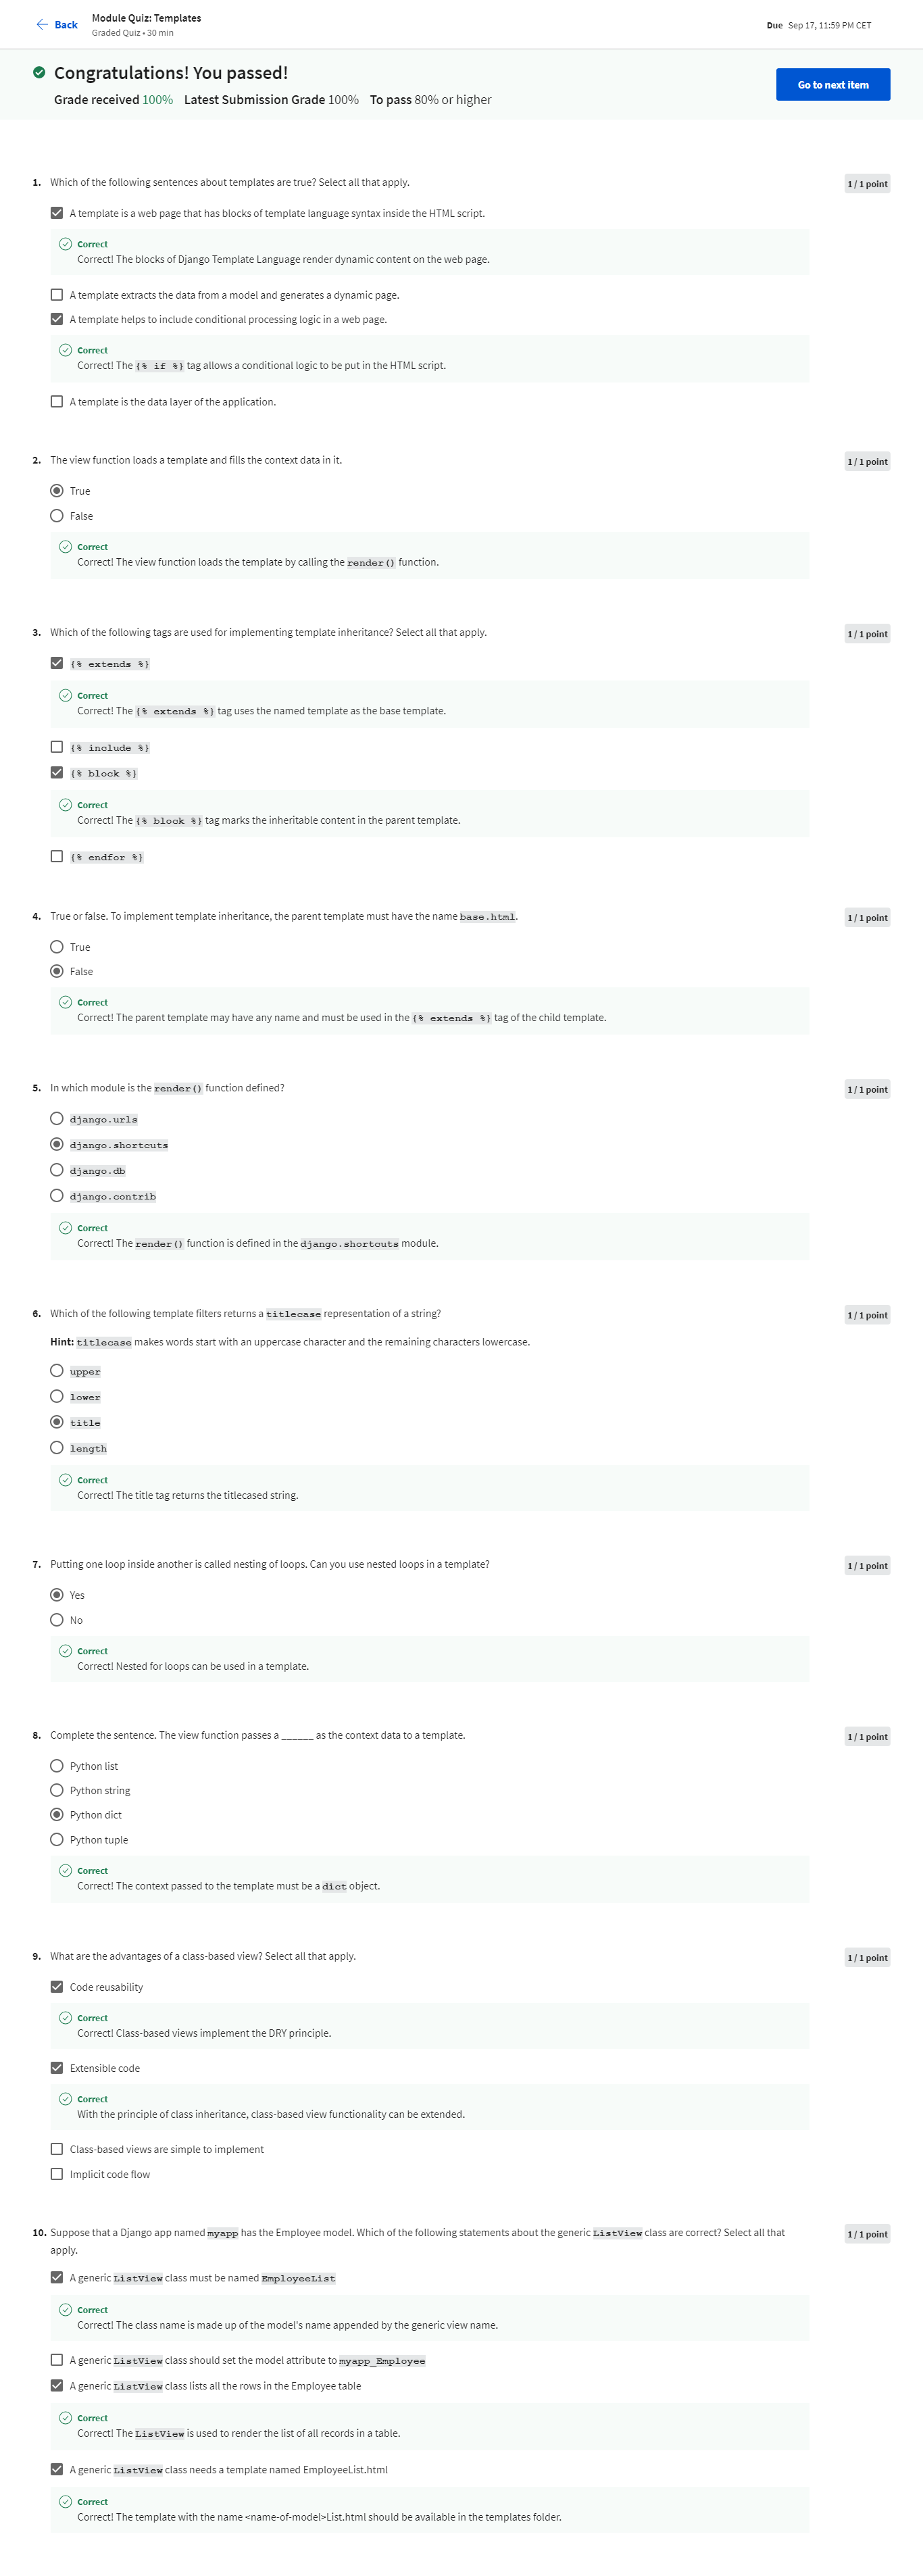 Back
Module Quiz: Templates
Graded Quiz • 30 min
Due Sep 17, 11:59 PM CET
Congratulations! You passed!
Grade received 100% Latest Submission Grade 100% To pass 80% or higher
Go to next item
1. Which of the following sentences about templates are true? Select all that apply.
1 / 1 point
A template is a web page that has blocks of template language syntax inside the HTML script.
Correct
Correct! The blocks of Django Template Language render dynamic content on the web page.
A template extracts the data from a model and generates a dynamic page.
A template helps to include conditional processing logic in a web page.
Correct
Correct! The {% if %} tag allows a conditional logic to be put in the HTML script.
A template is the data layer of the application.
2. The view function loads a template and fills the context data in it.
1 / 1 point
True
False
Correct
Correct! The view function loads the template by calling the render() function.
3. Which of the following tags are used for implementing template inheritance? Select all that apply.
1 / 1 point
{% extends %}
Correct
Correct! The {% extends %} tag uses the named template as the base template.
{% include %}
{% block %}
Correct
Correct! The {% block %} tag marks the inheritable content in the parent template.
{% endfor %}
4. True or false. To implement template inheritance, the parent template must have the name base.html.
1 / 1 point
True
False
Correct
Correct! The parent template may have any name and must be used in the {% extends %} tag of the child template.
5. In which module is the render() function defined?
1 / 1 point
django.urls
django.shortcuts
django.db
django.contrib
Correct
Correct! The render() function is defined in the django.shortcuts module.
6. Which of the following template filters returns a titlecase representation of a string?
1 / 1 point
Hint: titlecase makes words start with an uppercase character and the remaining characters lowercase.
upper
lower
title
length
Correct
Correct! The title tag returns the titlecased string.
7. Putting one loop inside another is called nesting of loops. Can you use nested loops in a template?
1 / 1 point
Yes
No
Correct
Correct! Nested for loops can be used in a template.
8. Complete the sentence. The view function passes a ______ as the context data to a template.
1 / 1 point
Python list
Python string
Python dict
Python tuple
Correct
Correct! The context passed to the template must be a dict object.
9. What are the advantages of a class-based view? Select all that apply.
1 / 1 point
Code reusability
Correct
Correct! Class-based views implement the DRY principle.
Extensible code
Correct
With the principle of class inheritance, class-based view functionality can be extended.
Class-based views are simple to implement
Implicit code flow
10. Suppose that a Django app named myapp has the Employee model. Which of the following statements about the generic ListView class are correct? Select all that
apply.
1 / 1 point
A generic ListView class must be named EmployeeList
Correct
Correct! The class name is made up of the model's name appended by the generic view name.
A generic ListView class should set the model attribute to myapp_Employee
A generic ListView class lists all the rows in the Employee table
Correct
Correct! The ListView is used to render the list of all records in a table.
A generic ListView class needs a template named EmployeeList.html
Correct
Correct! The template with the name <name-of-model>List.html should be available in the templates folder.